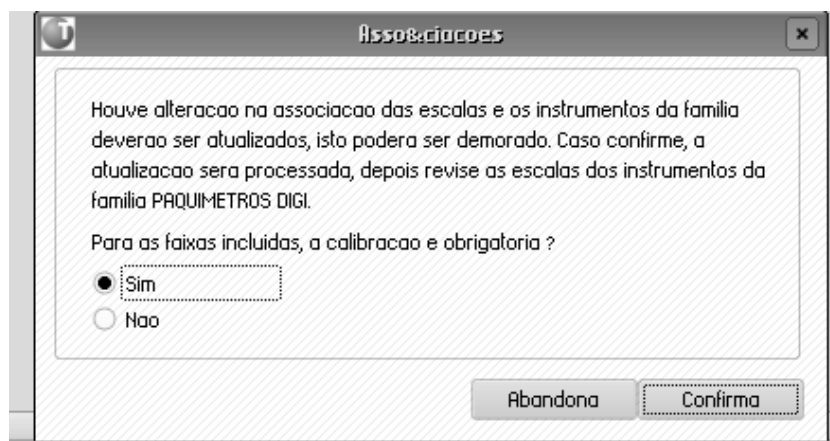 Asso&ciacoes
Houve alteracao na associacao das escalas e os instrumentos da familia
deverao ser atualizados, isto podera ser demorado. Caso confirme, a
atualizacao sera processada, depois revise as escalas dos instrumentos da
familia PAQUIMETROS DIGI.
Para as faixas incluidas, a calibracao e obrigatoria ?
Sim
Nao
Abandona Confirma